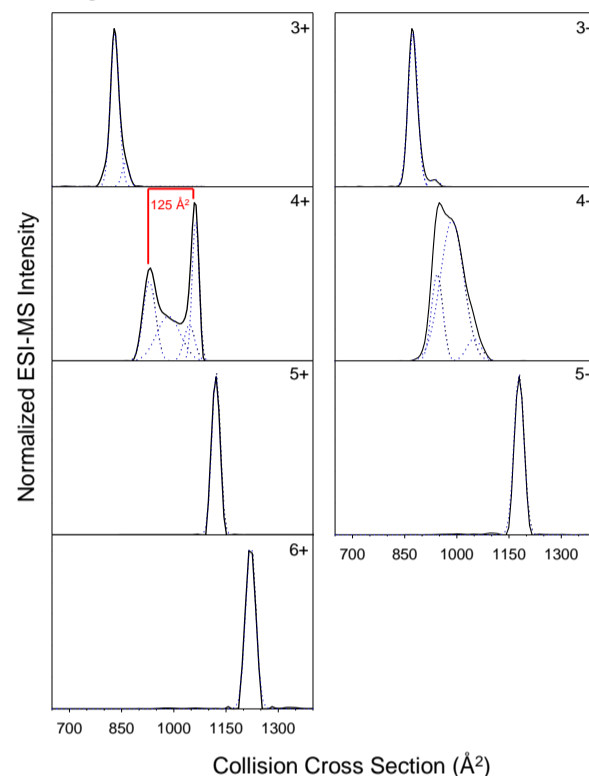 3+
3-
125 Å²
4+
4-
5+
5-
6+
Normalized ESI-MS Intensity
700 850 1000 1150 1300
700 850 1000 1150 1300
Collision Cross Section (Å²)